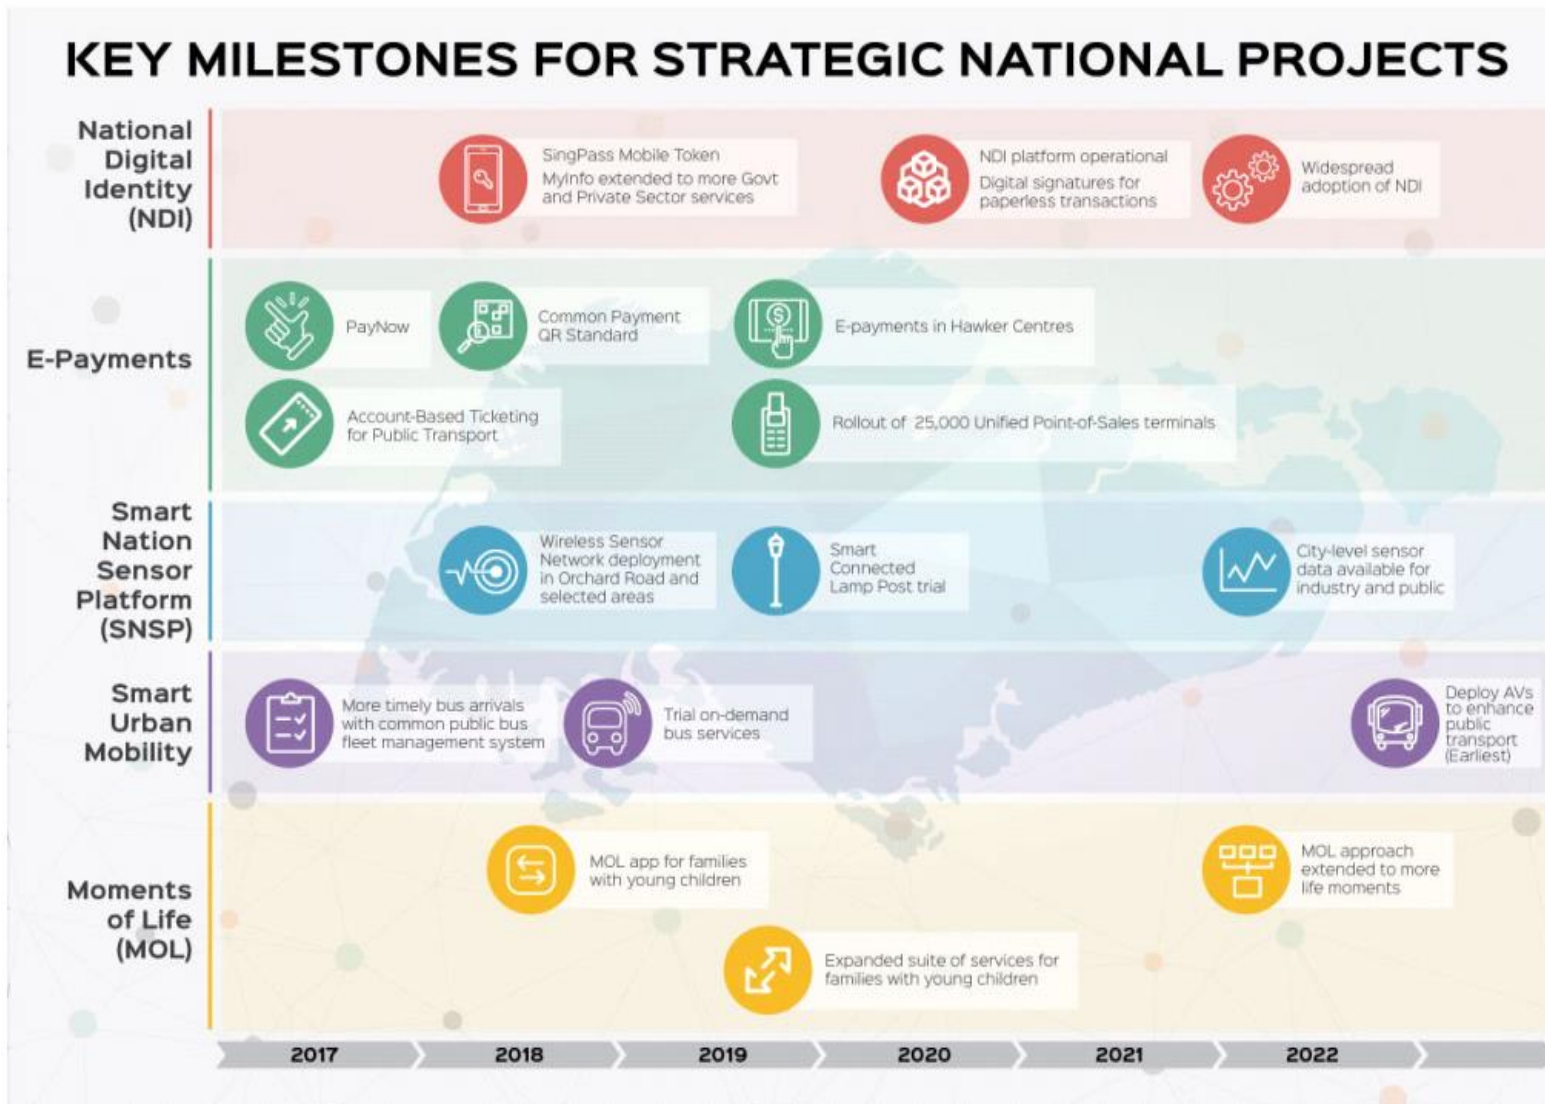 KEY MILESTONES FOR STRATEGIC NATIONAL PROJECTS
National
Digital
Identity
(NDI)
SingPass Mobile Token
MyInfo extended to more Govt
and Private Sector services
NDI platform operational
Digital signatures for
paperless transactions
Widespread
adoption of NDI
E-Payments
PayNow
Common Payment
QR Standard
E-payments in Hawker Centres
Account-Based Ticketing
for Public Transport
Rollout of 25,000 Unified Point-of-Sales terminals
Smart
Nation
Sensor
Platform
(SNSP)
Wireless Sensor
Network deployment
in Orchard Road and
selected areas
Smart
Connected
Lamp Post trial
City-level sensor
data available for
industry and public
Smart
Urban
Mobility
More timely bus arrivals
with common public bus
fleet management system
Trial on-demand
bus services
Deploy AVs
to enhance
public
transport
(Earliest)
Moments
of Life
(MOL)
MOL app for families
with young children
Expanded suite of services for
families with young children
MOL approach
extended to more
life moments
2017 2018 2019 2020 2021 2022